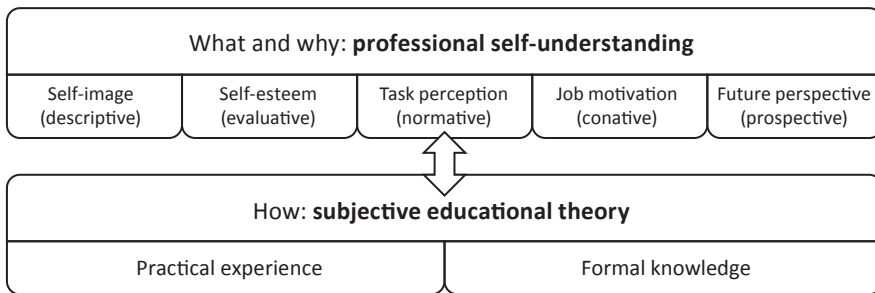 What and why: professional self-understanding
Self-image
(descriptive)
Self-esteem
(evaluative)
Task perception
(normative)
Job motivation
(conative)
Future perspective
(prospective)
How: subjective educational theory
Practical experience
Formal knowledge